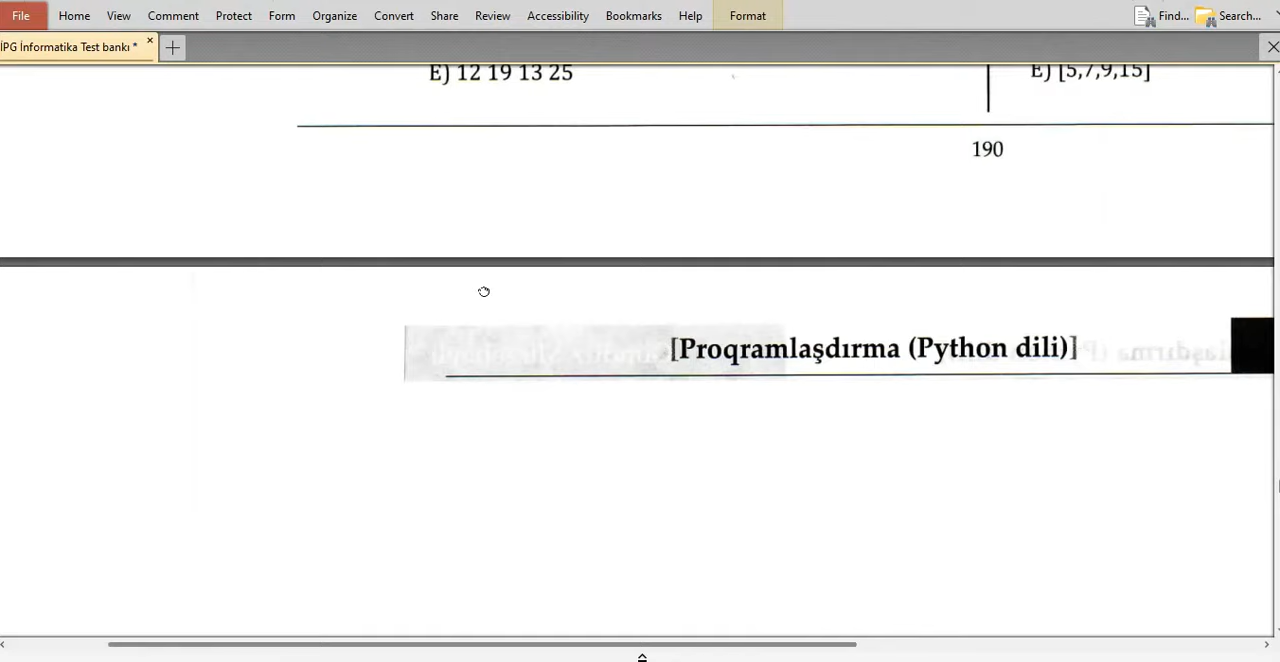 File Home View Comment Protect Form Organize Convert Share Review Accessibility Bookmarks Help Format Find... Search...
İPG İnformatika Test bankı *
E) 12 19 13 25
E) [5,7,9,15]
190
[Proqramlaşdırma (Python dili)]